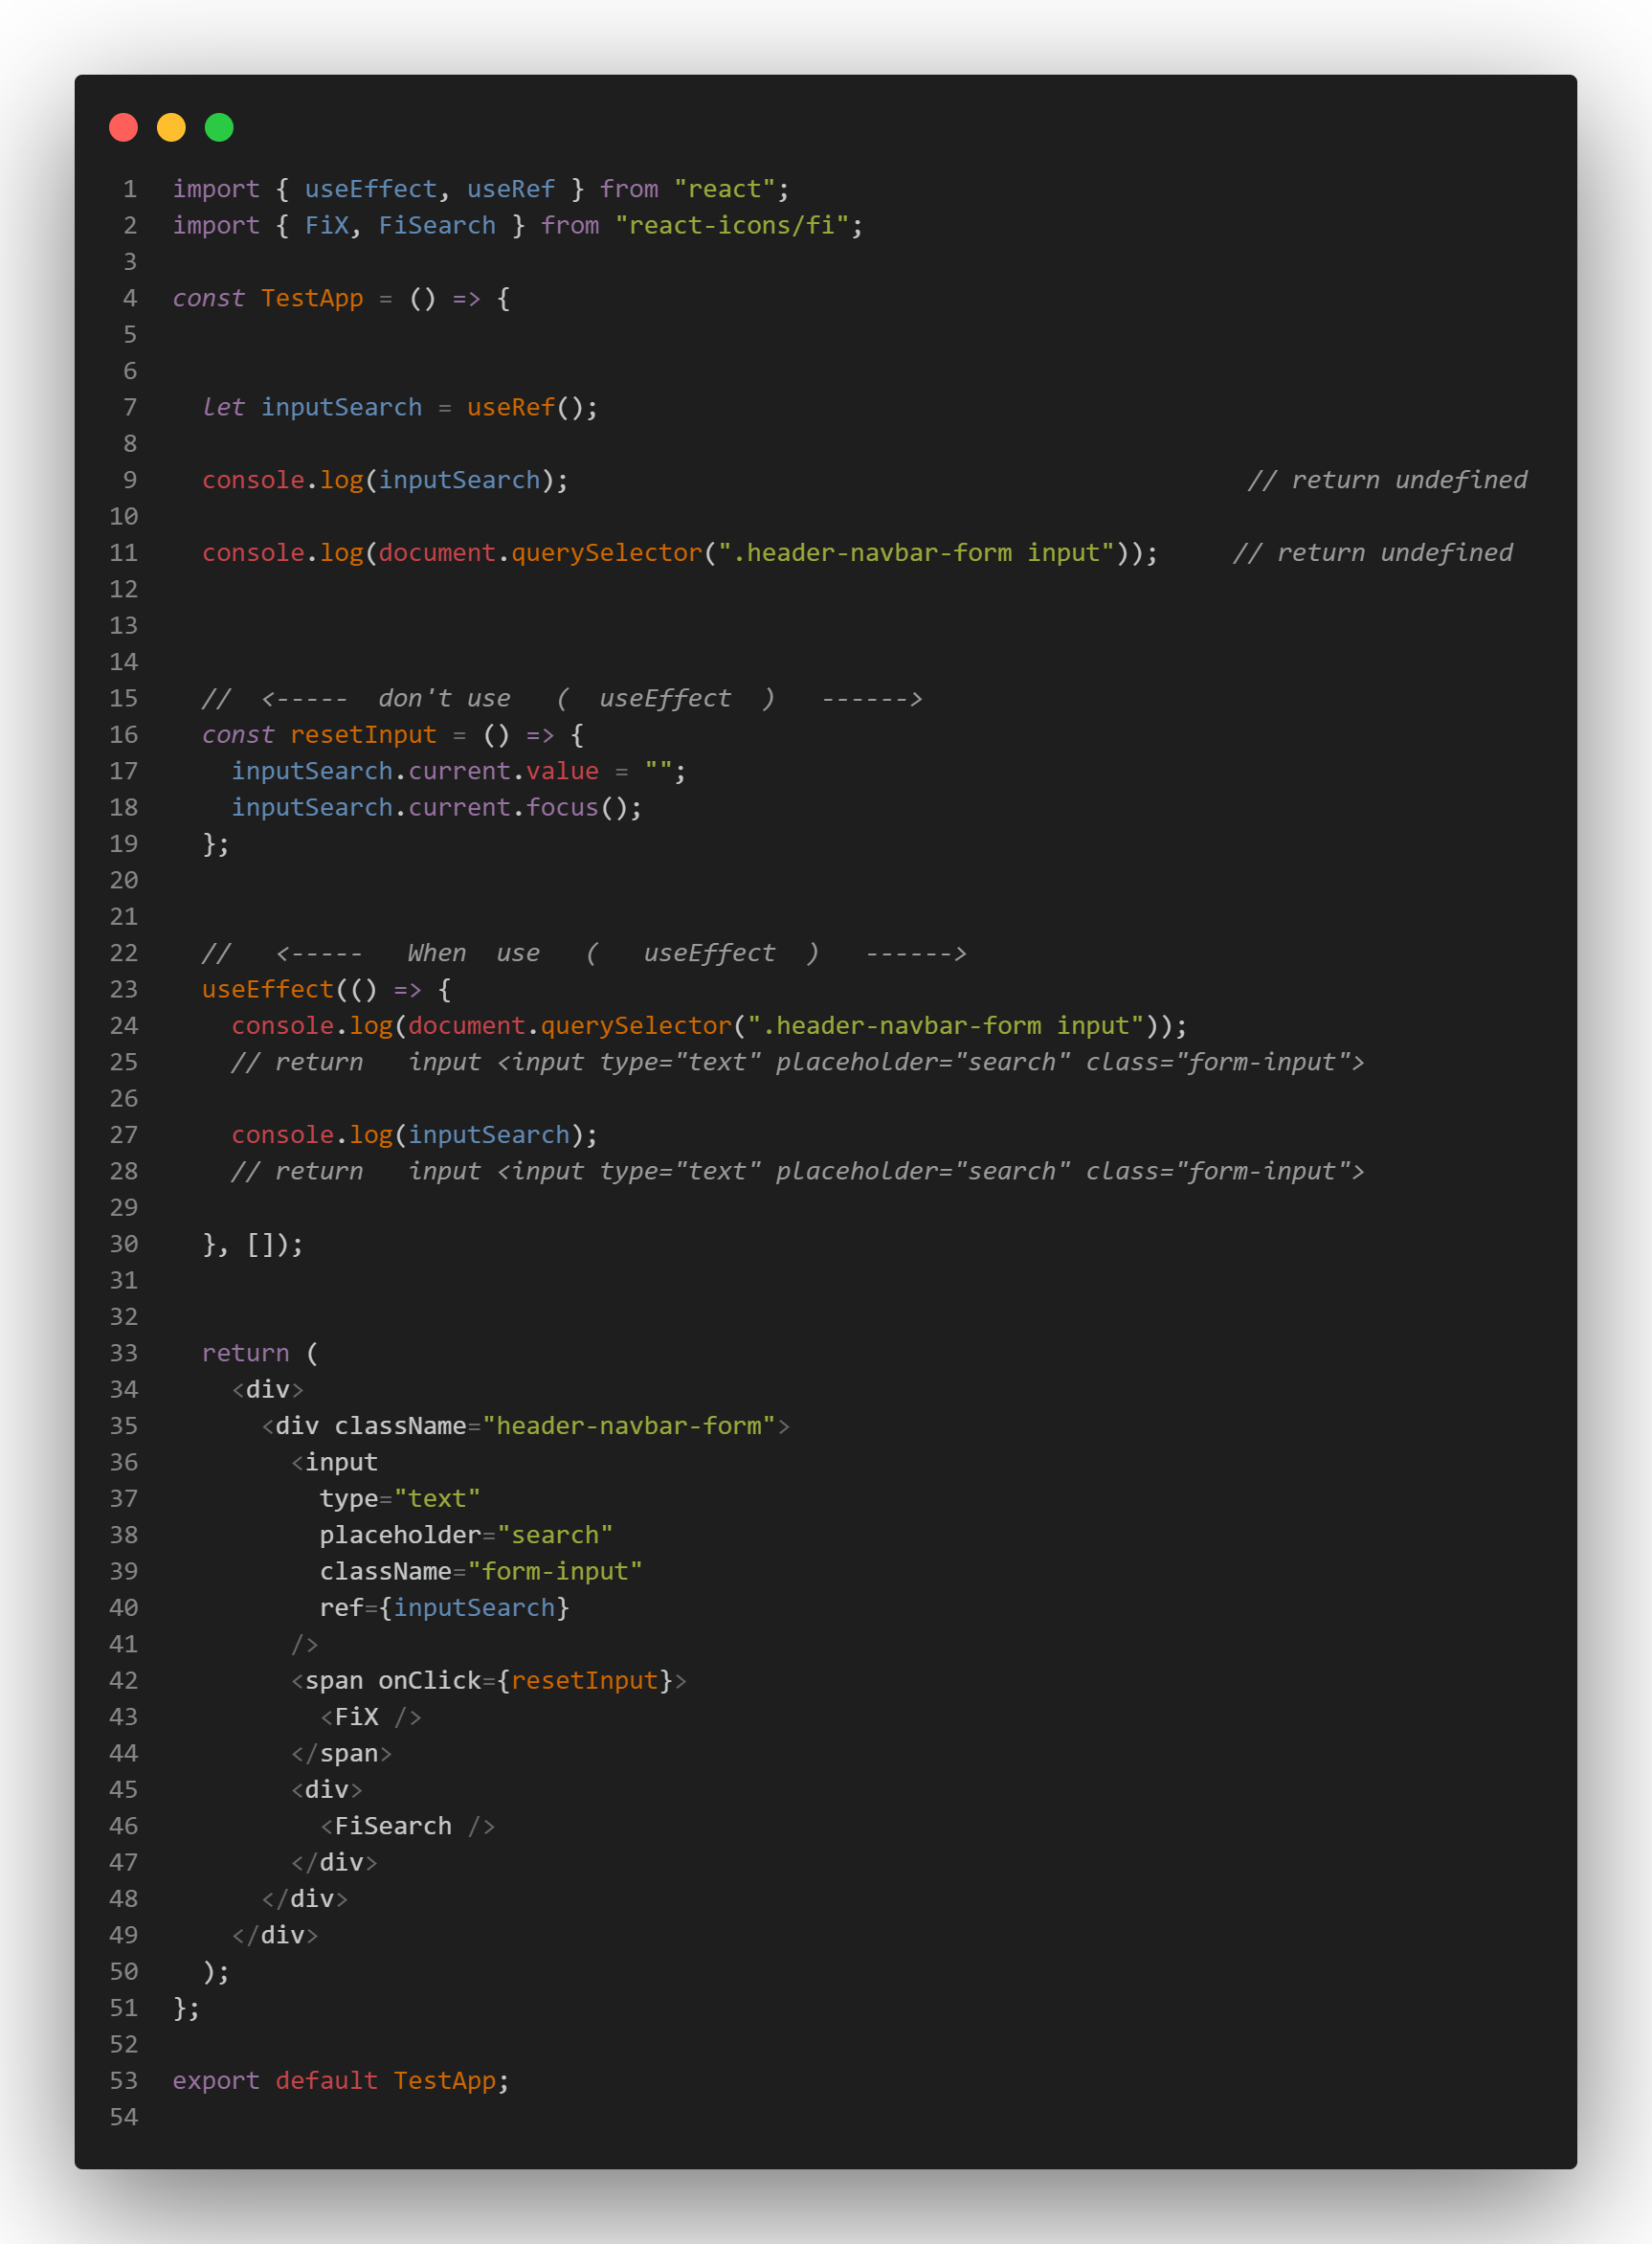 1 import { useEffect, useRef } from "react";
2 import { FiX, FiSearch } from "react-icons/fi";
3
4 const TestApp = () => {
5
6
7   let inputSearch = useRef();
8
9   console.log(inputSearch);                                              // return undefined
10
11   console.log(document.querySelector(".header-navbar-form input"));     // return undefined
12
13
14
15   //  <-----  don't use   (  useEffect  )   ------>
16   const resetInput = () => {
17     inputSearch.current.value = "";
18     inputSearch.current.focus();
19   };
20
21
22   //   <-----   When  use   (   useEffect  )   ------>
23   useEffect(() => {
24     console.log(document.querySelector(".header-navbar-form input"));
25     // return   input <input type="text" placeholder="search" class="form-input">
26
27     console.log(inputSearch);
28     // return   input <input type="text" placeholder="search" class="form-input">
29
30   }, []);
31
32
33   return (
34     <div>
35       <div className="header-navbar-form">
36         <input
37           type="text"
38           placeholder="search"
39           className="form-input"
40           ref={inputSearch}
41         />
42         <span onClick={resetInput}>
43           <FiX />
44         </span>
45         <div>
46           <FiSearch />
47         </div>
48       </div>
49     </div>
50   );
51 };
52
53 export default TestApp;
54